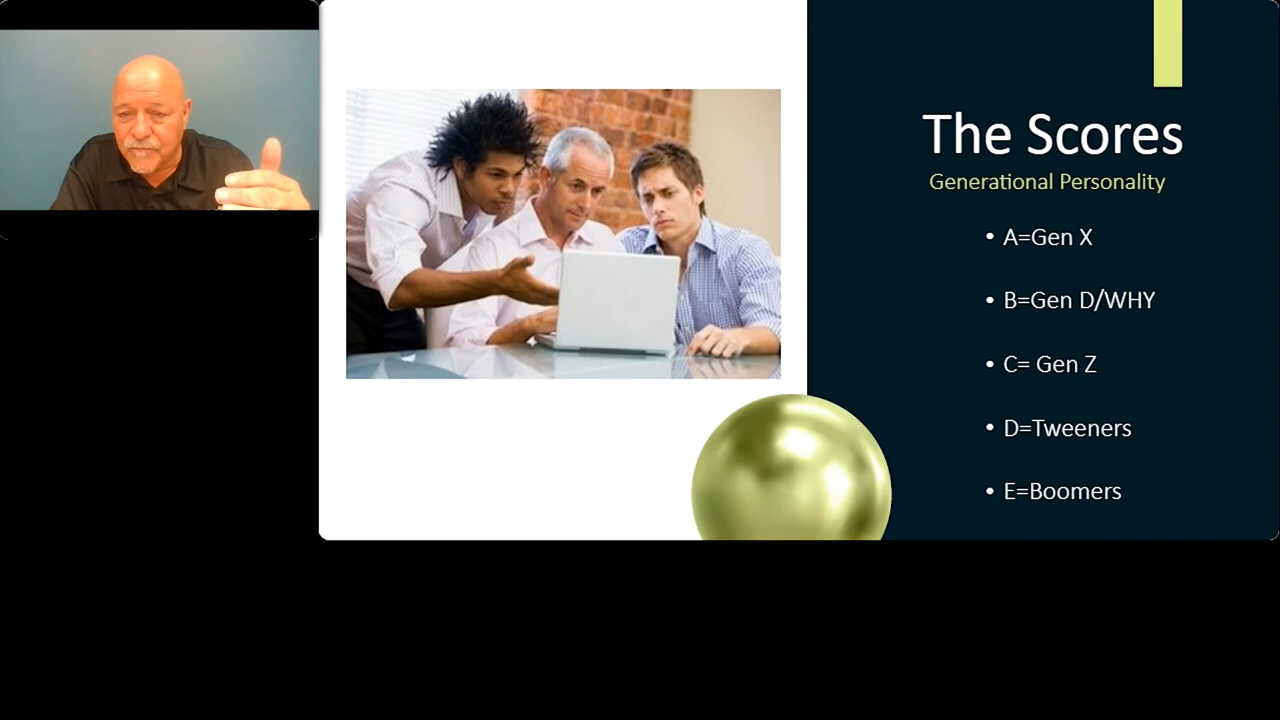 The Scores
Generational Personality
• A=Gen X
• B=Gen D/WHY
• C= Gen Z
• D=Tweeners
• E=Boomers